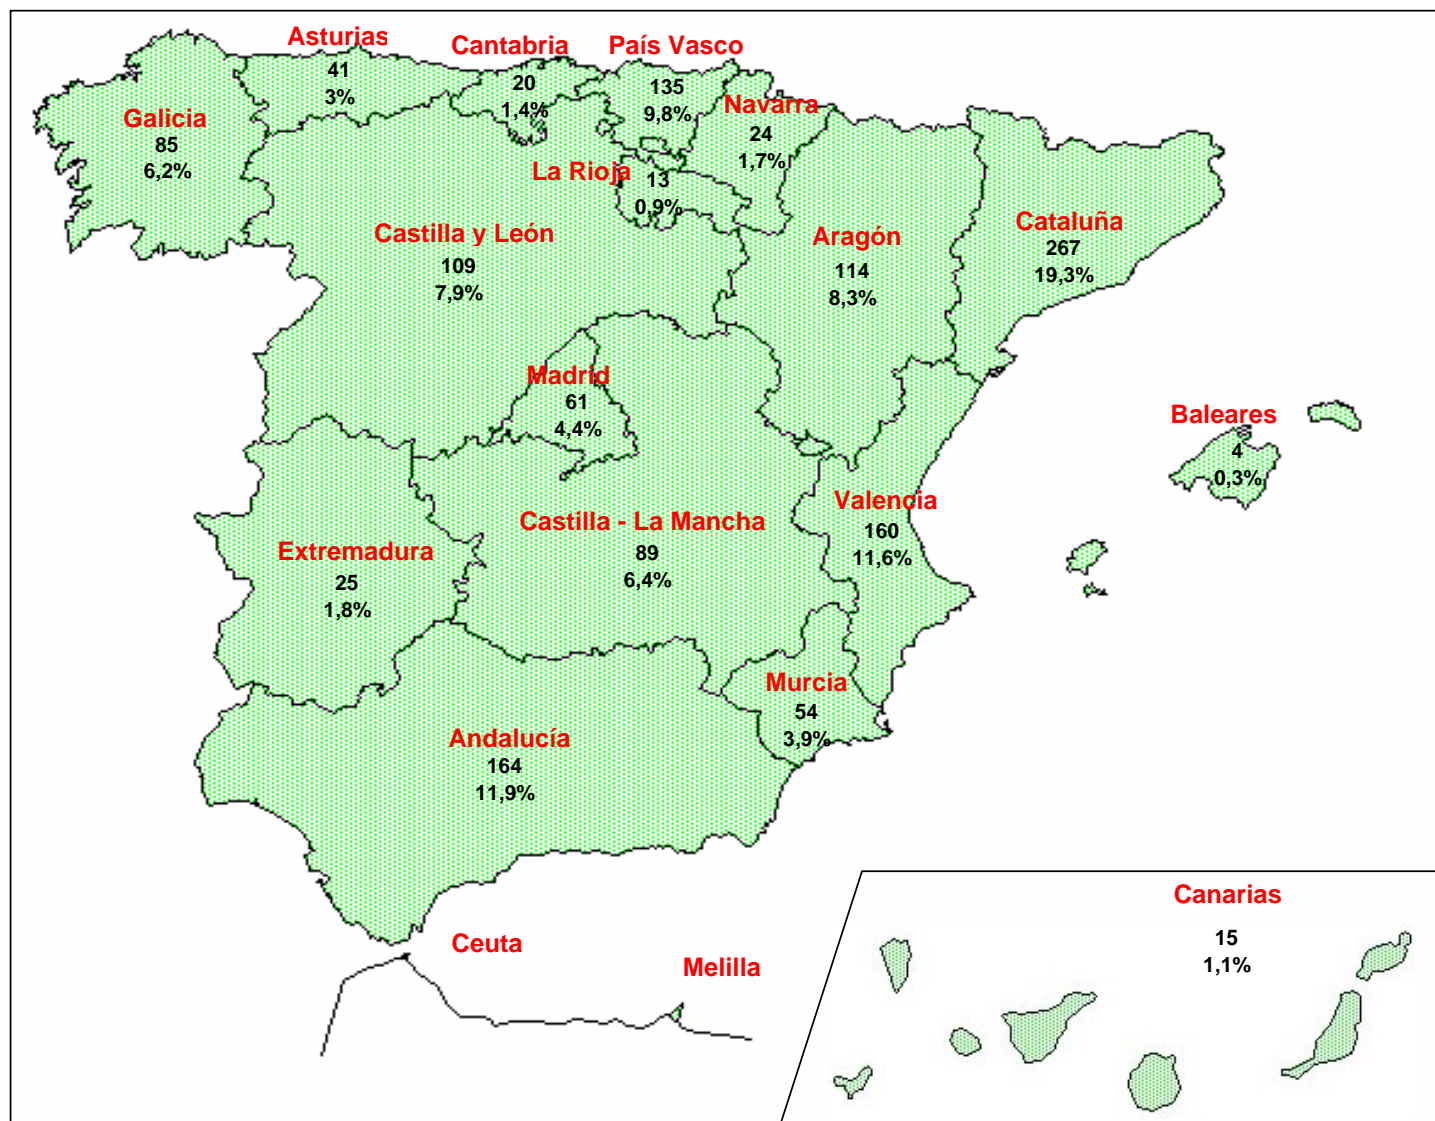 Asturias
41
3%
Cantabria
20
1,4%
País Vasco
135
9,8%
Navarra
24
1,7%
Galicia
85
6,2%
La Rioja
13
0,9%
Castilla y León
109
7,9%
Aragón
114
8,3%
Cataluña
267
19,3%
Madrid
61
4,4%
Baleares
4
0,3%
Valencia
160
11,6%
Castilla - La Mancha
89
6,4%
Extremadura
25
1,8%
Murcia
54
3,9%
Andalucía
164
11,9%
Ceuta
Melilla
Canarias
15
1,1%